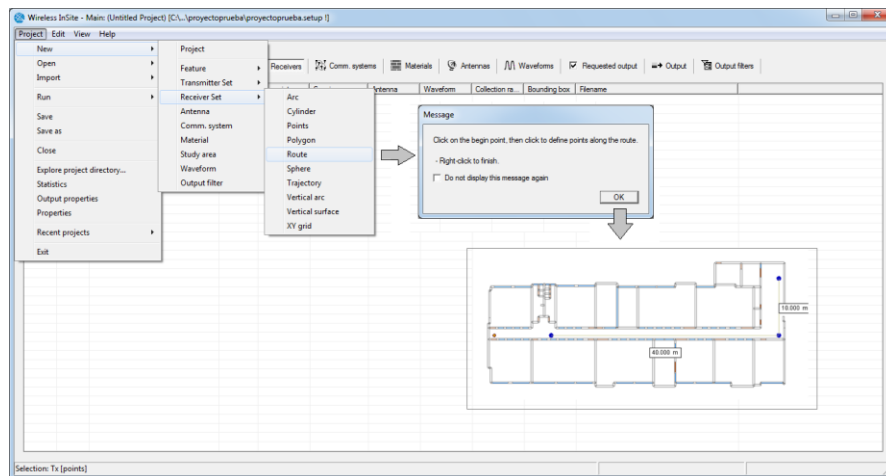 Wireless InSite - Main: (Untitled Project) [C:\...\proyectoprueba\proyectoprueba.setup !]
Project Edit View Help
Receivers Comm. systems Materials Antennas Waveforms Requested output Output Output filters
Antenna Waveform Collection ra... Bounding box Filename
New
Open
Import
Run
Save
Save as
Close
Explore project directory...
Statistics
Output properties
Properties
Recent projects
Exit
Project
Feature
Transmitter Set
Receiver Set
Antenna
Comm. system
Material
Study area
Waveform
Output filter
Arc
Cylinder
Points
Polygon
Route
Sphere
Trajectory
Vertical arc
Vertical surface
XY grid
Message
Click on the begin point, then click to define points along the route.
- Right-click to finish.
Do not display this message again
OK
10.000 m
40.000 m
Selection: Tx [points]